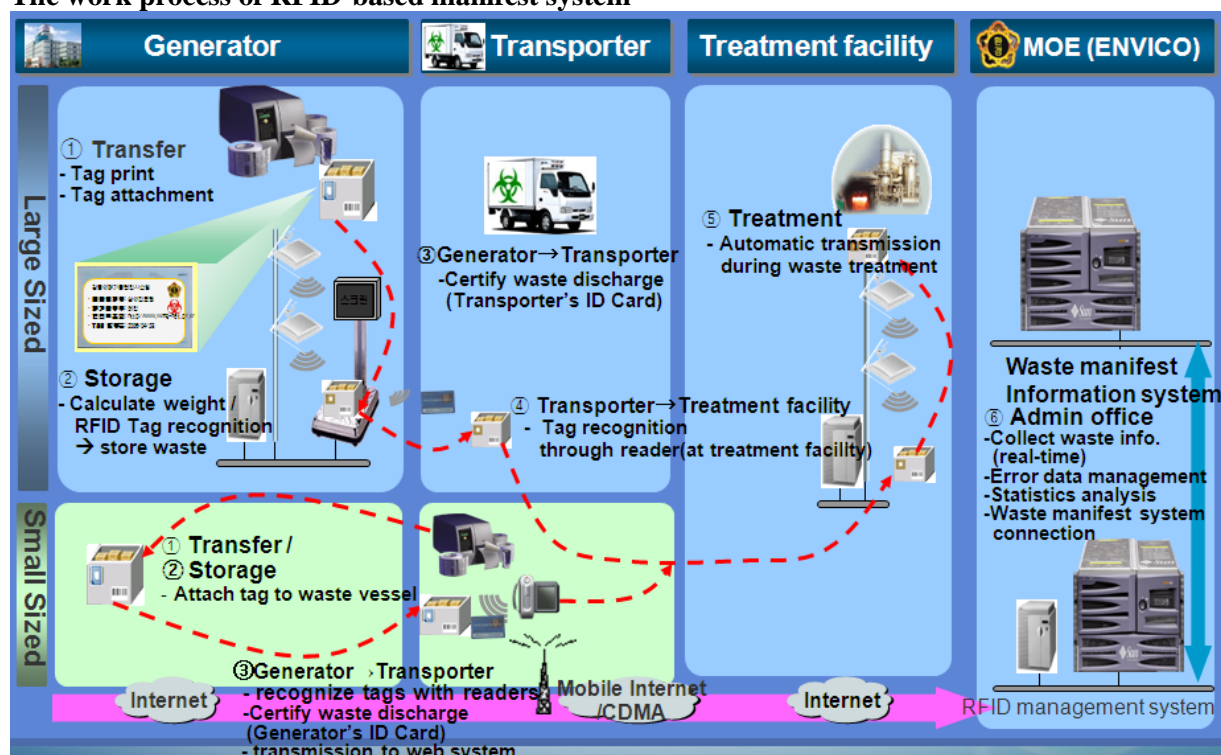 The work process of RFID-based manifest system
Generator
Transporter
Treatment facility
MOE (ENVICO)
Large Sized
① Transfer
- Tag print
- Tag attachment
스크린
② Storage
- Calculate weight /
RFID Tag recognition
→ store waste
③Generator→Transporter
-Certify waste discharge
(Transporter's ID Card)
④ Transporter→Treatment facility
- Tag recognition
through reader(at treatment facility)
⑤ Treatment
- Automatic transmission
during waste treatment
Waste manifest
Information system
⑥ Admin office
-Collect waste info.
(real-time)
-Error data management
-Statistics analysis
-Waste manifest system
connection
Small Sized
① Transfer /
② Storage
- Attach tag to waste vessel
③Generator→Transporter
- recognize tags with readers
-Certify waste discharge
(Generator's ID Card)
- transmission to web system
Internet
Mobile Internet
/CDMA
Internet
RFID management system
Sun
Sun